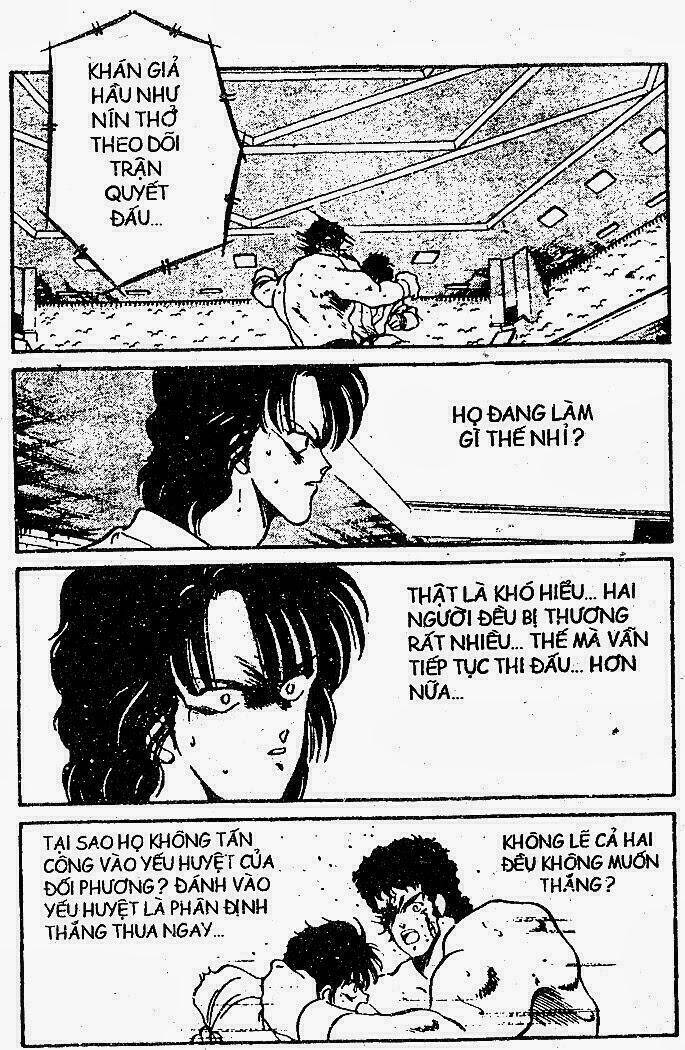 KHÁN GIẢ
HẦU NHƯ
NÍN THỞ
THEO DÕI
TRẬN
QUYẾT
ĐẤU...
HỌ ĐANG LÀM
GÌ THẾ NHỈ?
THẬT LÀ KHÓ HIỂU... HAI
NGƯỜI ĐỀU BỊ THƯƠNG
RẤT NHIỀU... THẾ MÀ VẪN
TIẾP TỤC THI ĐẤU... HƠN
NỮA...
TẠI SAO HỌ KHÔNG TẤN
CÔNG VÀO YẾU HUYỆT CỦA
ĐỐI PHƯƠNG? ĐÁNH VÀO
YẾU HUYỆT LÀ PHÂN ĐỊNH
THẮNG THUA NGAY...
KHÔNG LẼ CẢ HAI
ĐỀU KHÔNG MUỐN
THẮNG?